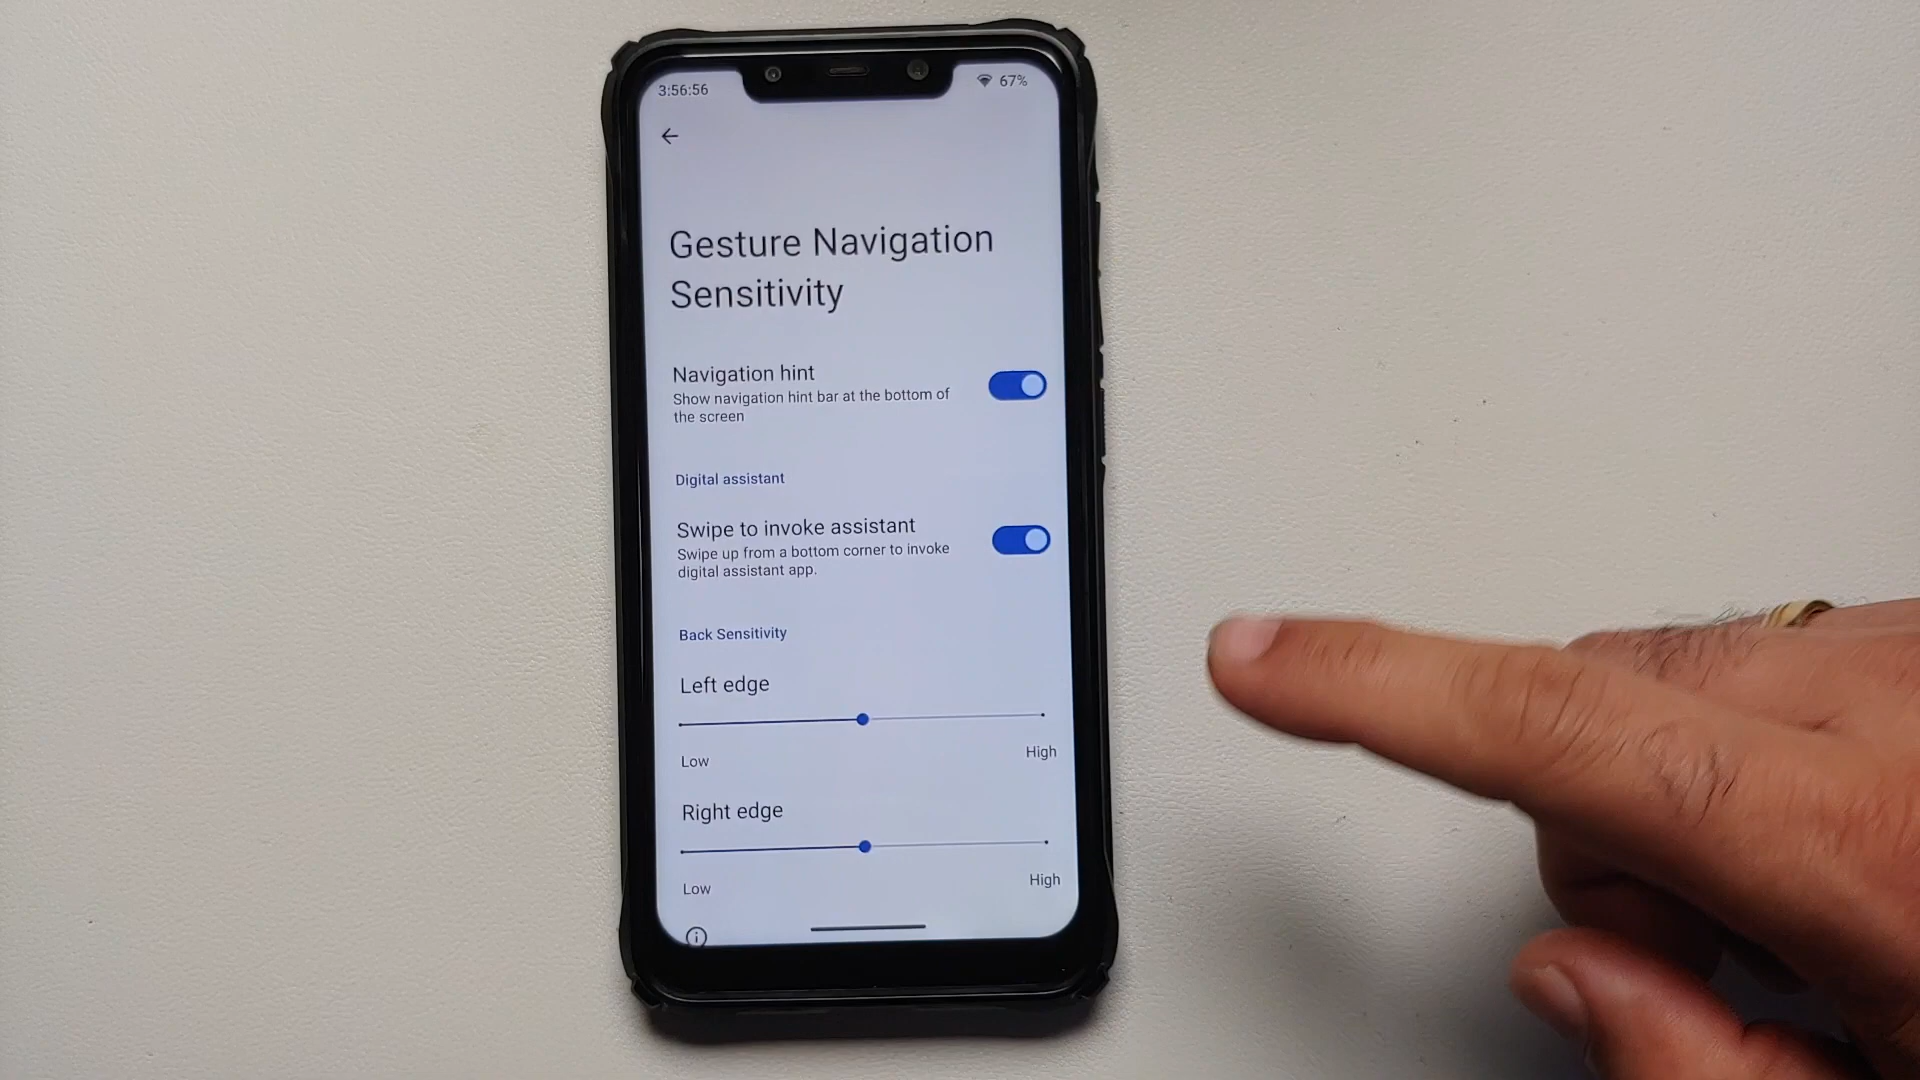 3:56:56
67%
Gesture Navigation
Sensitivity
Navigation hint
Show navigation hint bar at the bottom of
the screen
Digital assistant
Swipe to invoke assistant
Swipe up from a bottom corner to invoke
digital assistant app.
Back Sensitivity
Left edge
Low
High
Right edge
Low
High